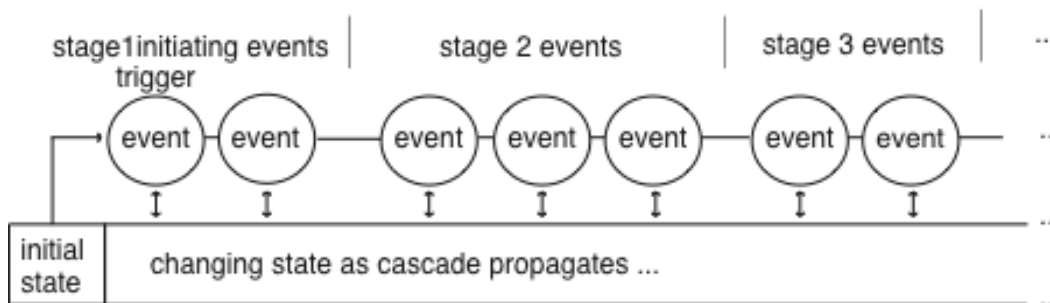 stage1initiating events
trigger
stage 2 events
stage 3 events
..
event
event
event
event
event
event
event
..
..
initial
state
changing state as cascade propagates ...
..